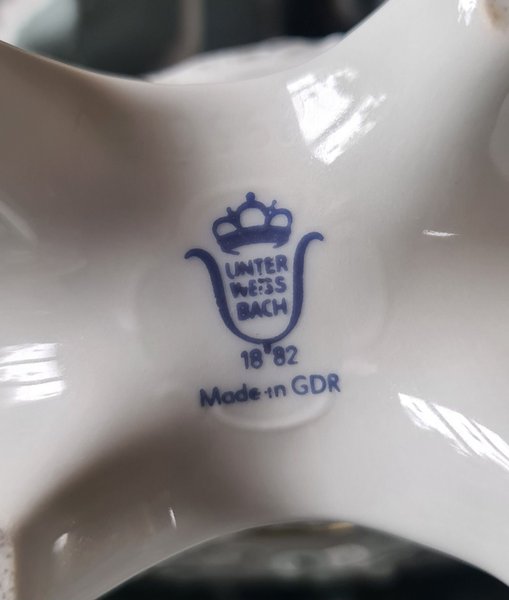 UNTER
WEISS
BACH
18 82
Made in GDR